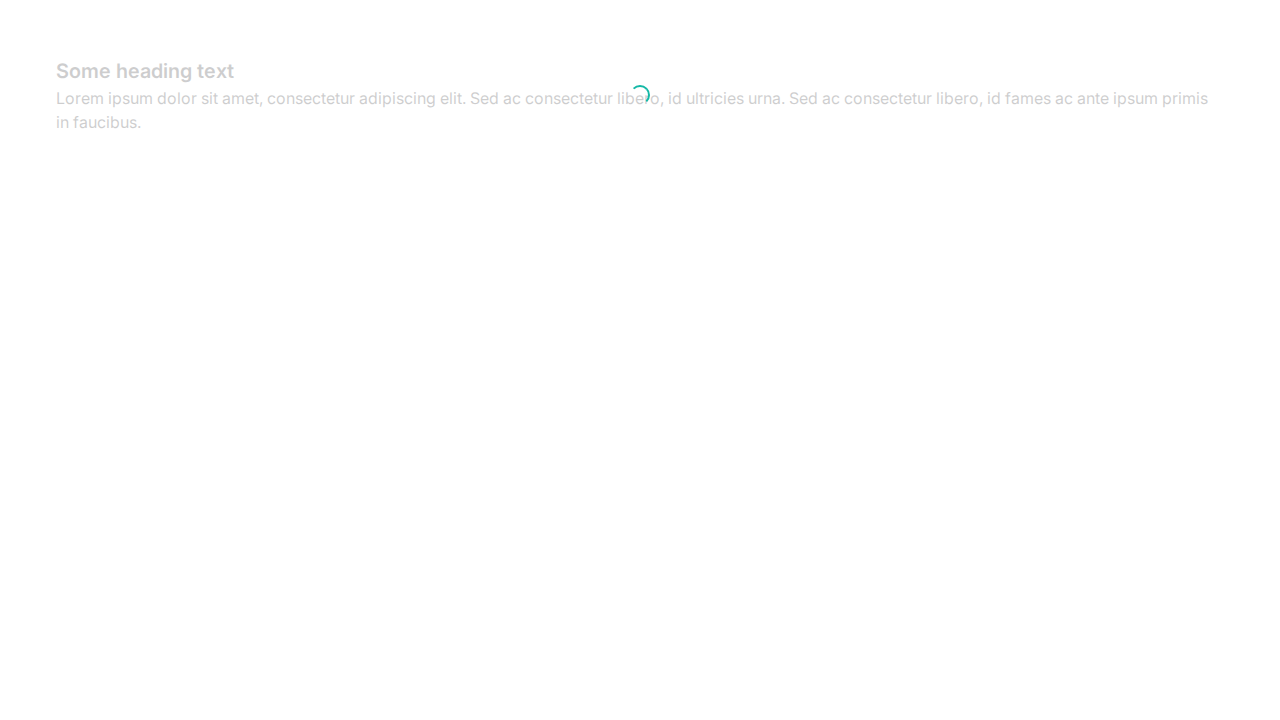 Some heading text
Lorem ipsum dolor sit amet, consectetur adipiscing elit. Sed ac consectetur libero, id ultricies urna. Sed ac consectetur libero, id fames ac ante ipsum primis
in faucibus.